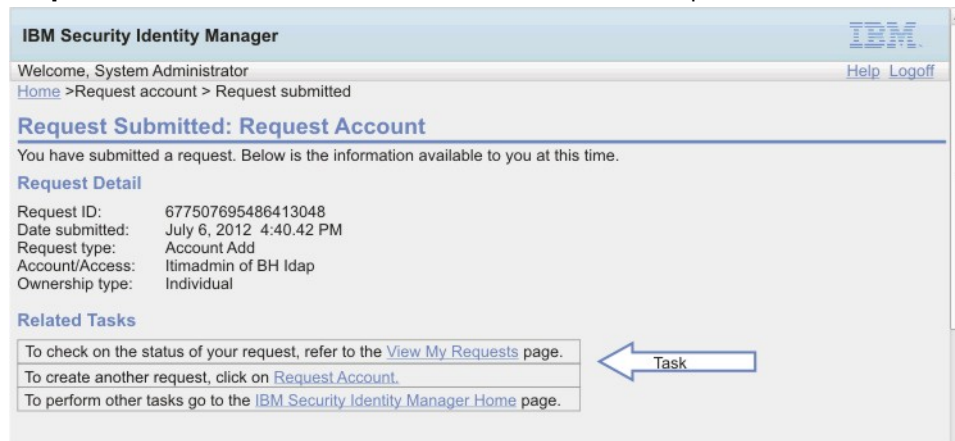 IBM Security Identity Manager
IBM.
Welcome, System Administrator
Help Logoff
Home >Request account > Request submitted
Request Submitted: Request Account
You have submitted a request. Below is the information available to you at this time.
Request Detail
Request ID: 677507695486413048
Date submitted: July 6, 2012 4:40.42 PM
Request type: Account Add
Account/Access: Itimadmin of BH Idap
Ownership type: Individual
Related Tasks
To check on the status of your request, refer to the View My Requests page.
Task
To create another request, click on Request Account.
To perform other tasks go to the IBM Security Identity Manager Home page.